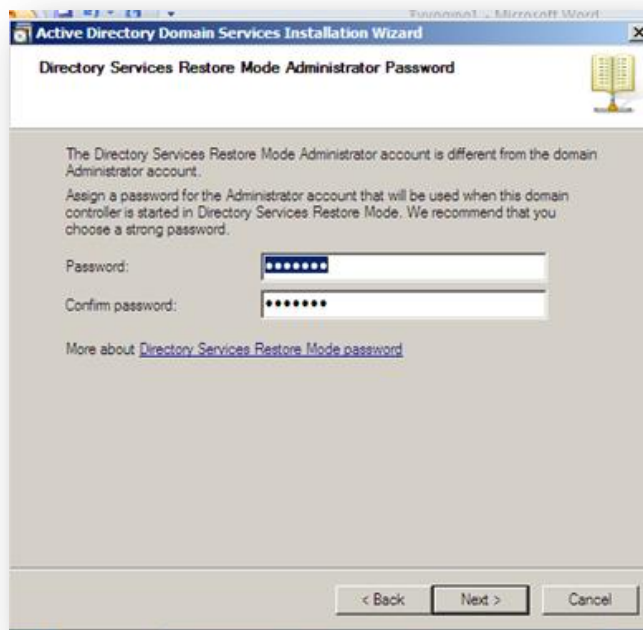 Microsoft Word
Active Directory Domain Services Installation Wizard
Directory Services Restore Mode Administrator Password
The Directory Services Restore Mode Administrator account is different from the domain
Administrator account.
Assign a password for the Administrator account that will be used when this domain
controller is started in Directory Services Restore Mode. We recommend that you
choose a strong password.
Password:
Confirm password:
More about Directory Services Restore Mode password
< Back Next > Cancel